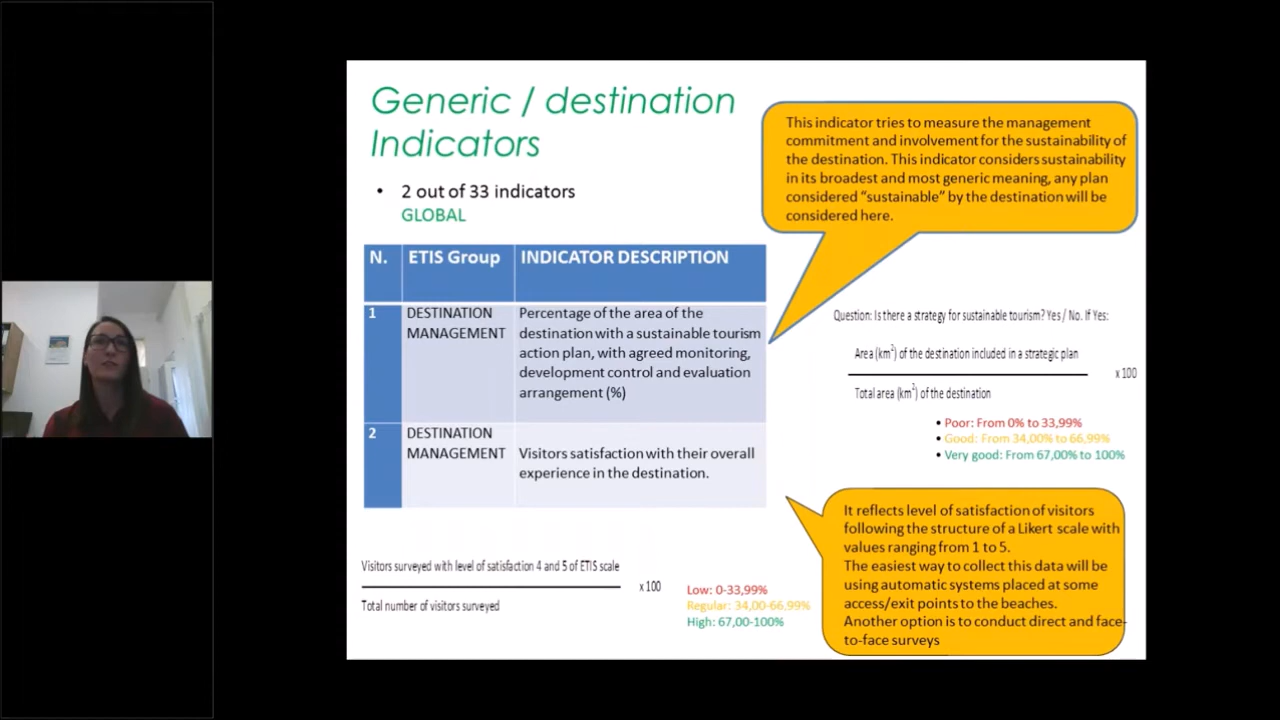 Generic / destination
Indicators
• 2 out of 33 indicators
GLOBAL
This indicator tries to measure the management
commitment and involvement for the sustainability of
the destination. This indicator considers sustainability
in its broadest and most generic meaning, any plan
considered “sustainable” by the destination will be
considered here.
N. ETIS Group INDICATOR DESCRIPTION
1 DESTINATION
MANAGEMENT
Percentage of the area of the
destination with a sustainable tourism
action plan, with agreed monitoring,
development control and evaluation
arrangement (%)
2 DESTINATION
MANAGEMENT
Visitors satisfaction with their overall
experience in the destination.
Question: Is there a strategy for sustainable tourism? Yes / No. If Yes:
Area (km²) of the destination included in a strategic plan
x 100
Total area (km²) of the destination
• Poor: From 0% to 33,99%
• Good: From 34,00% to 66,99%
• Very good: From 67,00% to 100%
Visitors surveyed with level of satisfaction 4 and 5 of ETIS scale
x 100
Total number of visitors surveyed
Low: 0-33,99%
Regular: 34,00-66,99%
High: 67,00-100%
It reflects level of satisfaction of visitors
following the structure of a Likert scale with
values ranging from 1 to 5.
The easiest way to collect this data will be
using automatic systems placed at some
access/exit points to the beaches.
Another option is to conduct direct and face-
to-face surveys